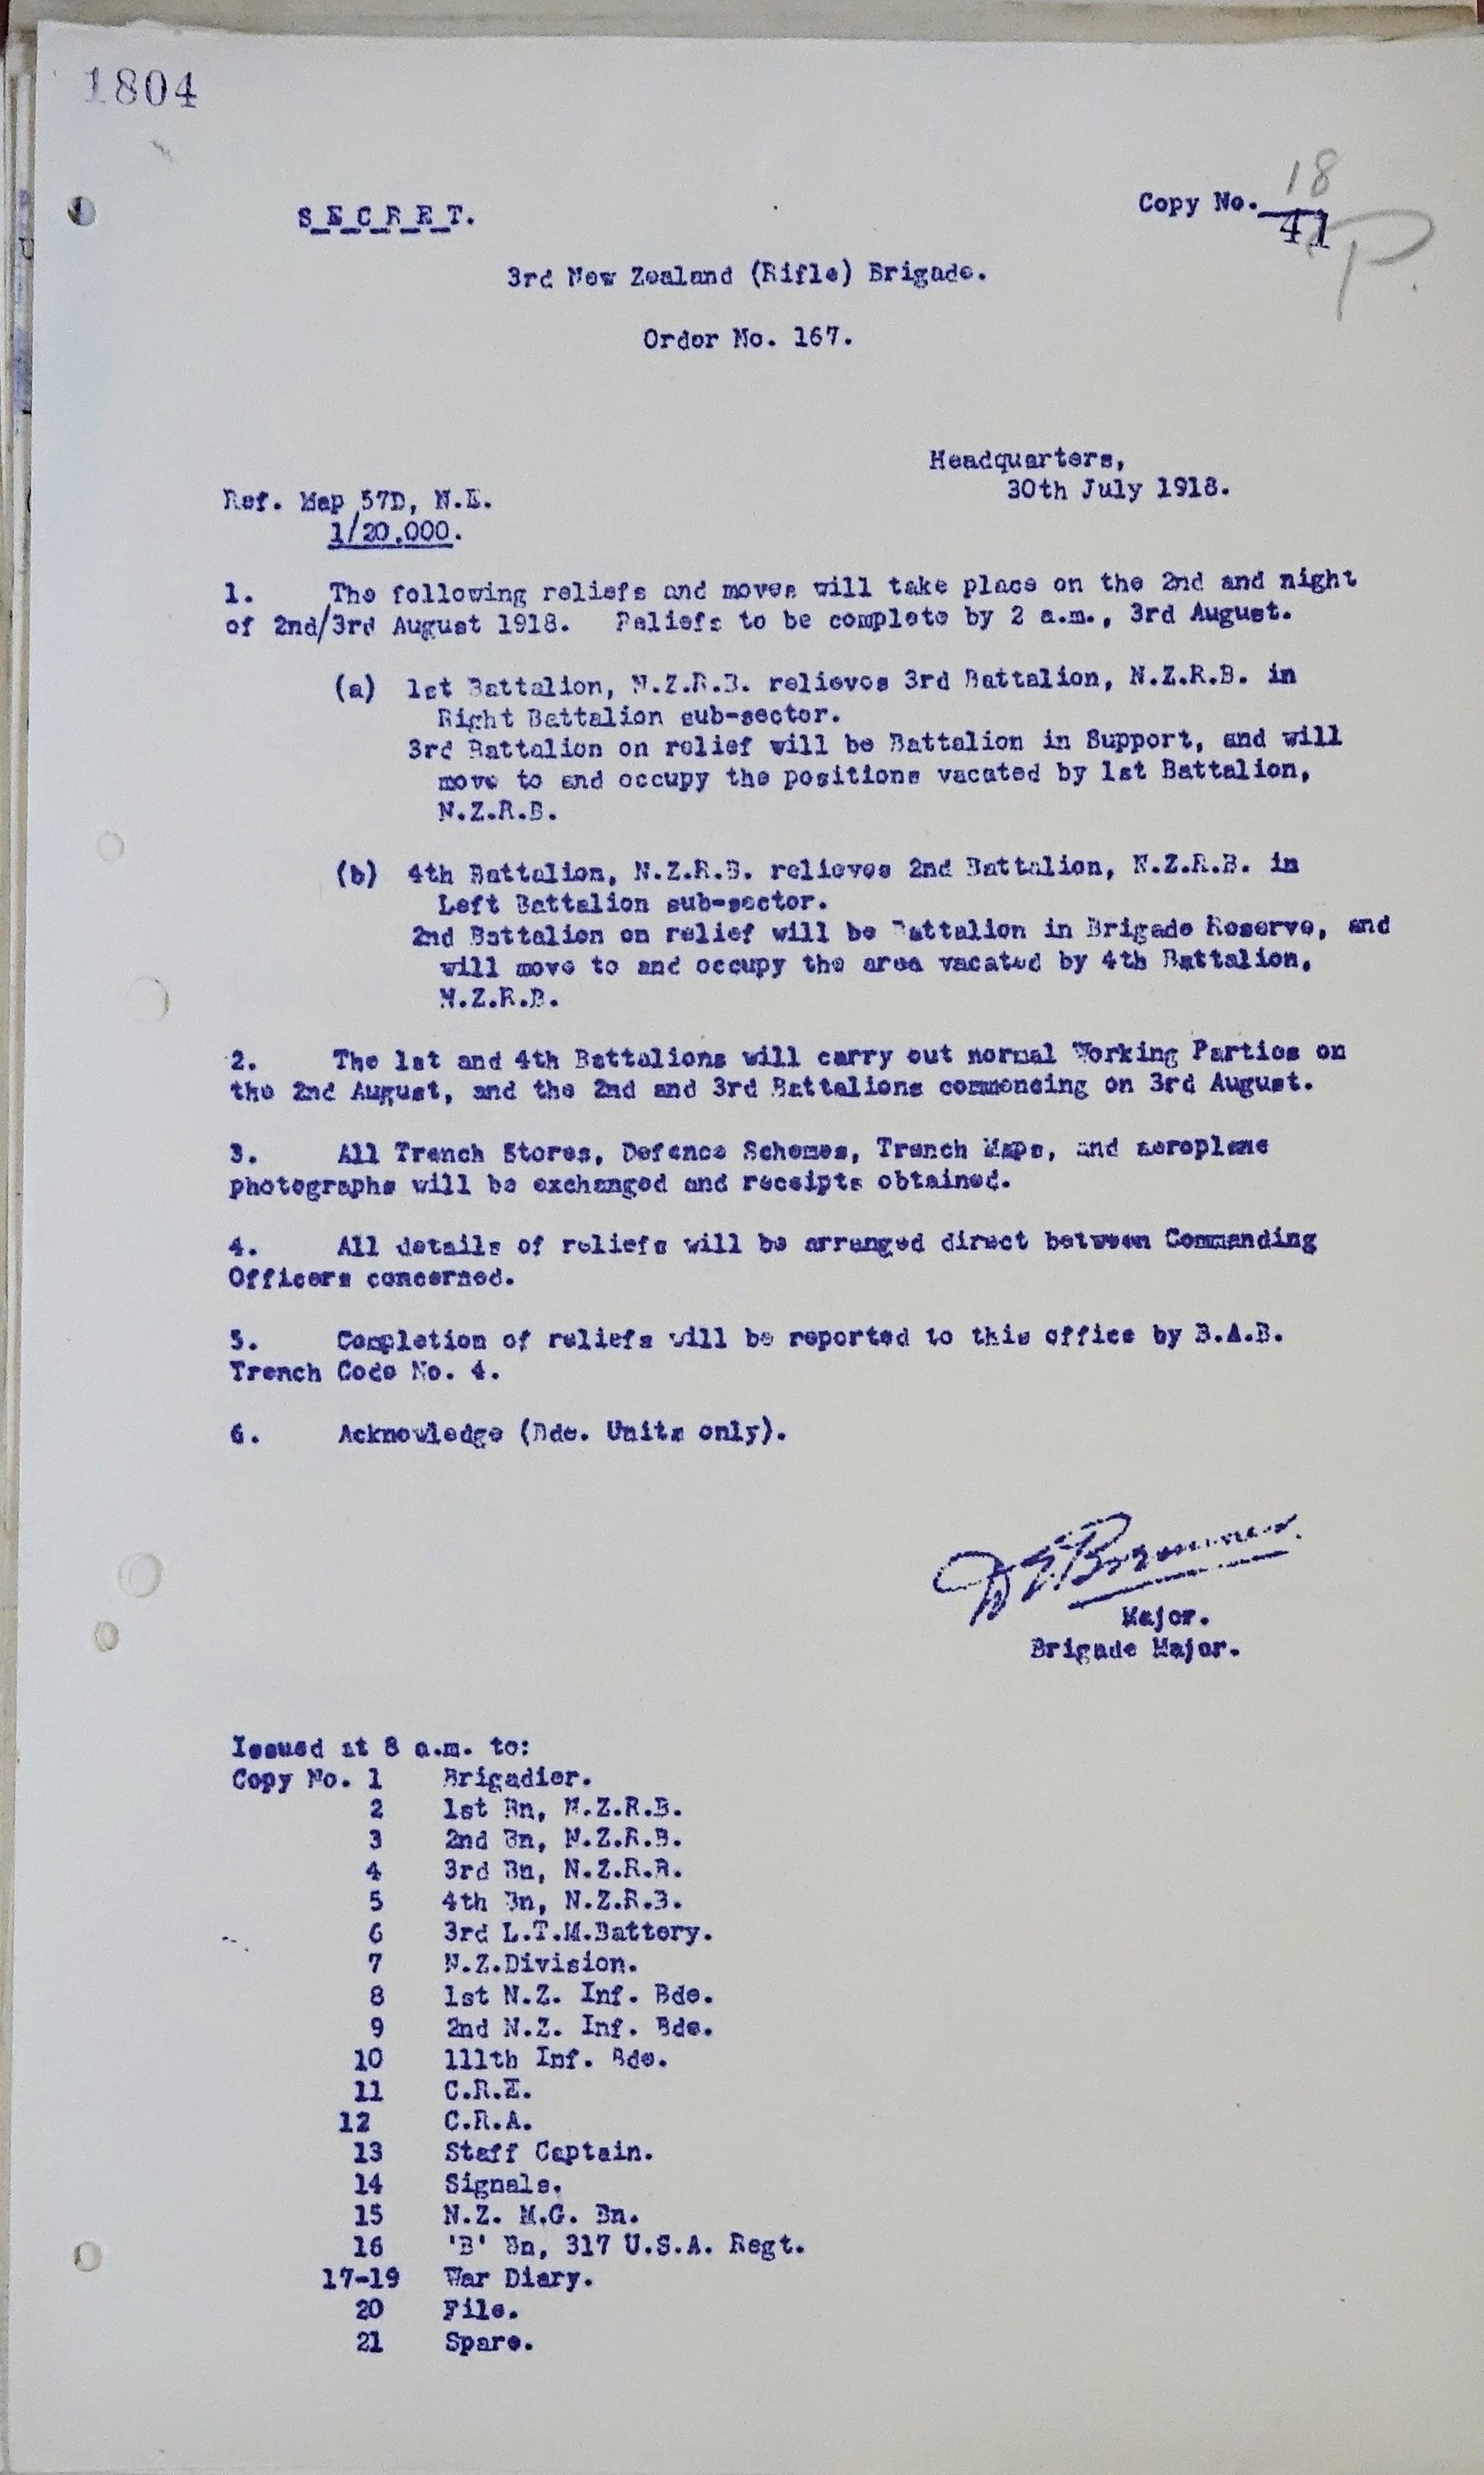 1804
S_E_C_R_E_T.
Copy No. 18
41
P.
3rd New Zealand (Rifle) Brigade.
Order No. 167.
Headquarters,
30th July 1918.
Ref. Map 57D, N.E.
1/20,000.
1. The following reliefs and moves will take place on the 2nd and night
of 2nd/3rd August 1918. Reliefs to be complete by 2 a.m., 3rd August.
(a) 1st Battalion, N.Z.R.B. relieves 3rd Battalion, N.Z.R.B. in
Right Battalion sub-sector.
3rd Battalion on relief will be Battalion in Support, and will
move to and occupy the positions vacated by 1st Battalion,
N.Z.R.B.
(b) 4th Battalion, N.Z.R.B. relieves 2nd Battalion, N.Z.R.B. in
Left Battalion sub-sector.
2nd Battalion on relief will be Battalion in Brigade Reserve, and
will move to and occupy the area vacated by 4th Battalion,
N.Z.R.B.
2. The 1st and 4th Battalions will carry out normal Working Parties on
the 2nd August, and the 2nd and 3rd Battalions commencing on 3rd August.
3. All Trench Stores, Defence Schemes, Trench Maps, and aeroplane
photographs will be exchanged and receipts obtained.
4. All details of reliefs will be arranged direct between Commanding
Officers concerned.
5. Completion of reliefs will be reported to this office by B.A.B.
Trench Code No. 4.
6. Acknowledge (Bde. Units only).
Major.
Brigade Major.
Issued at 8 a.m. to:
Copy No. 1 Brigadier.
2 1st Bn, N.Z.R.B.
3 2nd Bn, N.Z.R.B.
4 3rd Bn, N.Z.R.B.
5 4th Bn, N.Z.R.B.
6 3rd L.T.M.Battery.
7 N.Z.Division.
8 1st N.Z. Inf. Bde.
9 2nd N.Z. Inf. Bde.
10 111th Inf. Bde.
11 C.R.E.
12 C.R.A.
13 Staff Captain.
14 Signals.
15 N.Z. M.G. Bn.
16 'B' Bn, 317 U.S.A. Regt.
17-19 War Diary.
20 File.
21 Spare.